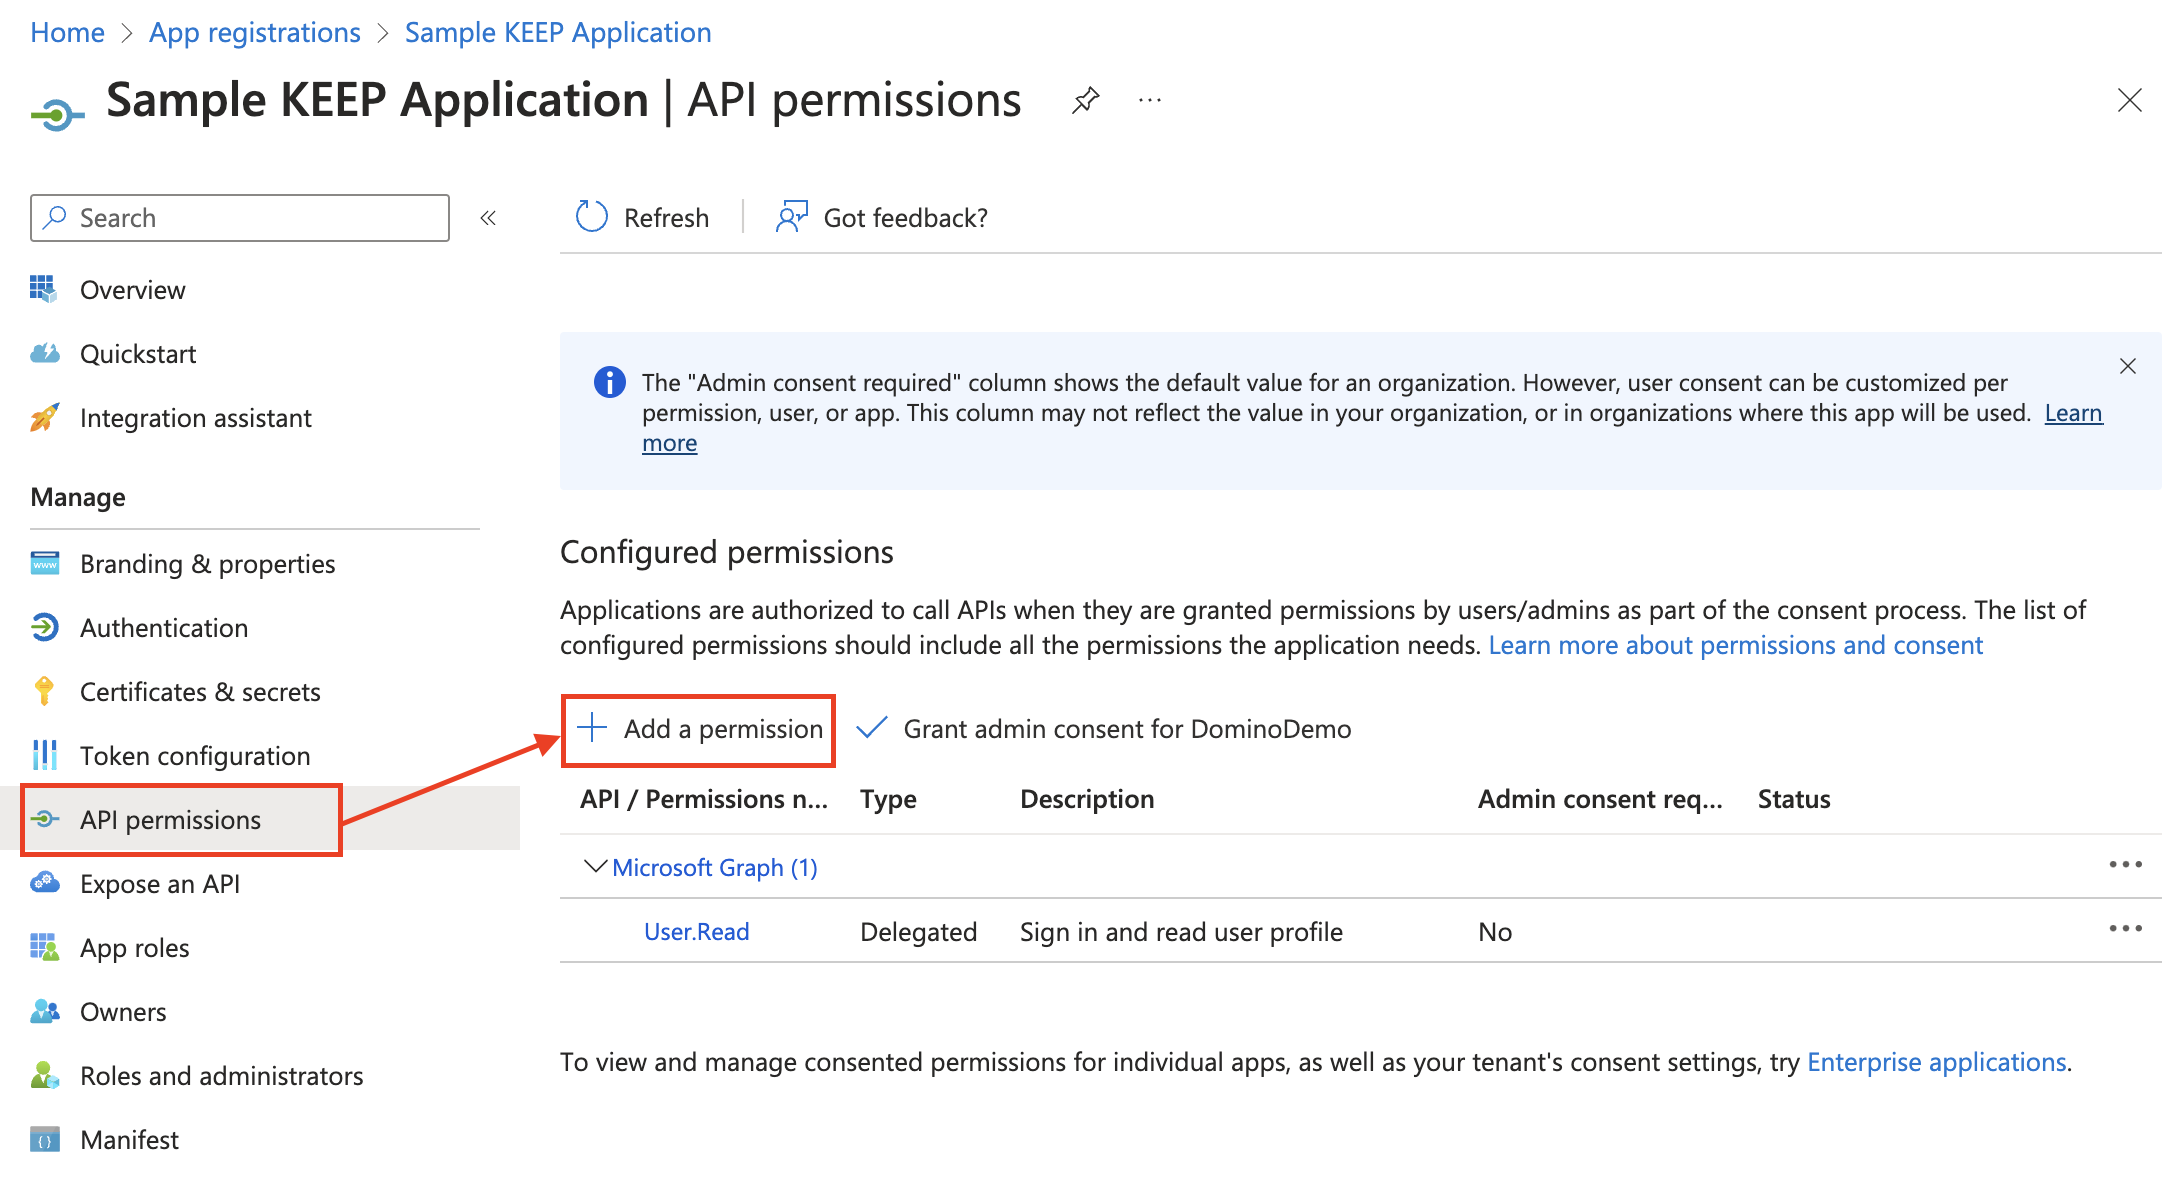 Home > App registrations > Sample KEEP Application
Sample KEEP Application | API permissions ...
Search
Overview
Quickstart
Integration assistant
Manage
Branding & properties
Authentication
Certificates & secrets
Token configuration
API permissions
Expose an API
App roles
Owners
Roles and administrators
Manifest
Refresh | Got feedback?
The "Admin consent required" column shows the default value for an organization. However, user consent can be customized per
permission, user, or app. This column may not reflect the value in your organization, or in organizations where this app will be used. Learn
more
Configured permissions
Applications are authorized to call APIs when they are granted permissions by users/admins as part of the consent process. The list of
configured permissions should include all the permissions the application needs. Learn more about permissions and consent
Add a permission Grant admin consent for DominoDemo
API / Permissions n... Type Description Admin consent req... Status
Microsoft Graph (1)
User.Read Delegated Sign in and read user profile No
To view and manage consented permissions for individual apps, as well as your tenant's consent settings, try Enterprise applications.